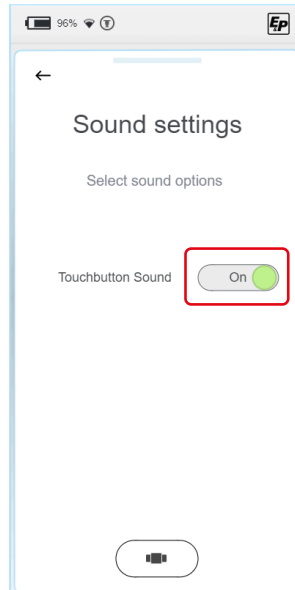 96%
EP
Sound settings
Select sound options
Touchbutton Sound
On